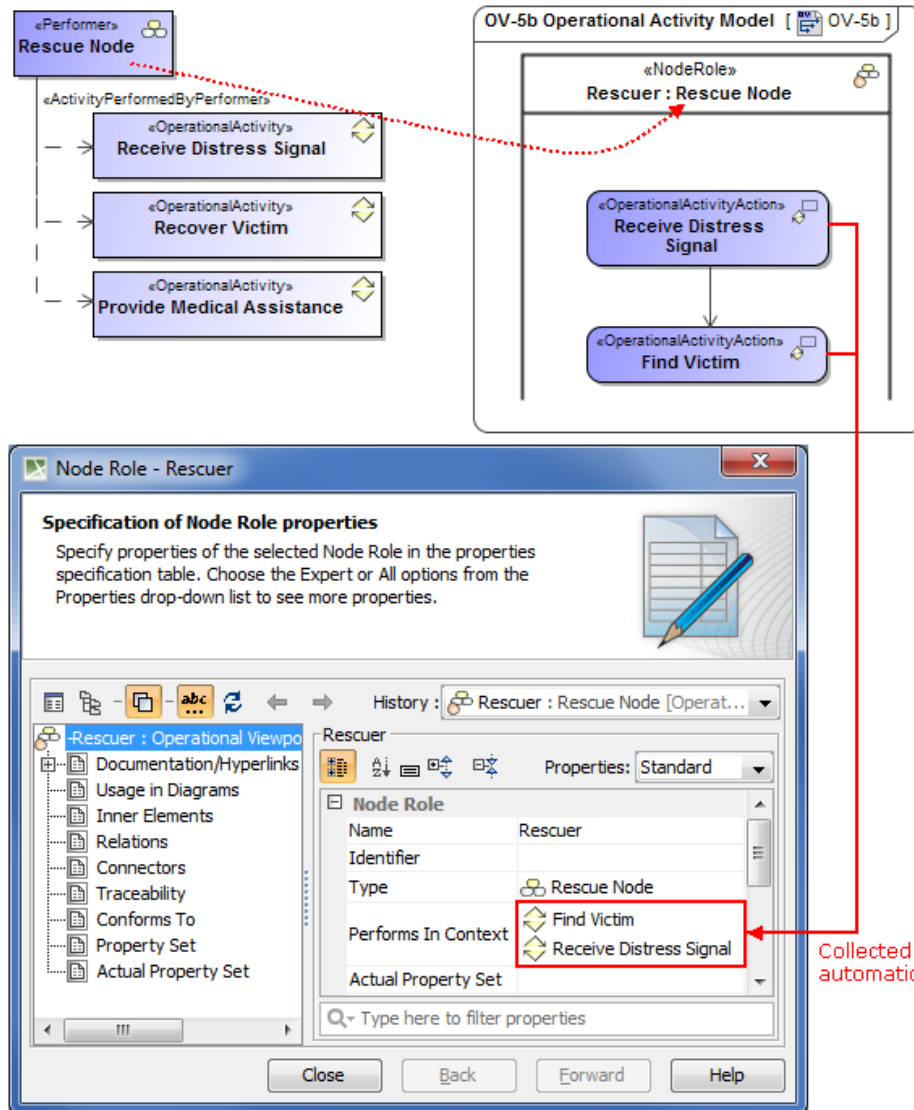 «Performer»
Rescue Node
«ActivityPerformedByPerformer»
«OperationalActivity»
Receive Distress Signal
«OperationalActivity»
Recover Victim
«OperationalActivity»
Provide Medical Assistance
OV-5b Operational Activity Model [ OV-5b ]
«NodeRole»
Rescuer : Rescue Node
«OperationalActivityAction»
Receive Distress
Signal
«OperationalActivityAction»
Find Victim
Node Role - Rescuer
Specification of Node Role properties
Specify properties of the selected Node Role in the properties
specification table. Choose the Expert or All options from the
Properties drop-down list to see more properties.
History : Rescuer : Rescue Node [Operat...
-Rescuer : Operational Viewpo
Documentation/Hyperlinks
Usage in Diagrams
Inner Elements
Relations
Connectors
Traceability
Conforms To
Property Set
Actual Property Set
Rescuer
Properties: Standard
Node Role
Name Rescuer
Identifier
Type Rescue Node
Performs In Context Find Victim
Receive Distress Signal
Actual Property Set
Type here to filter properties
Collected
automatic
Close Back Forward Help